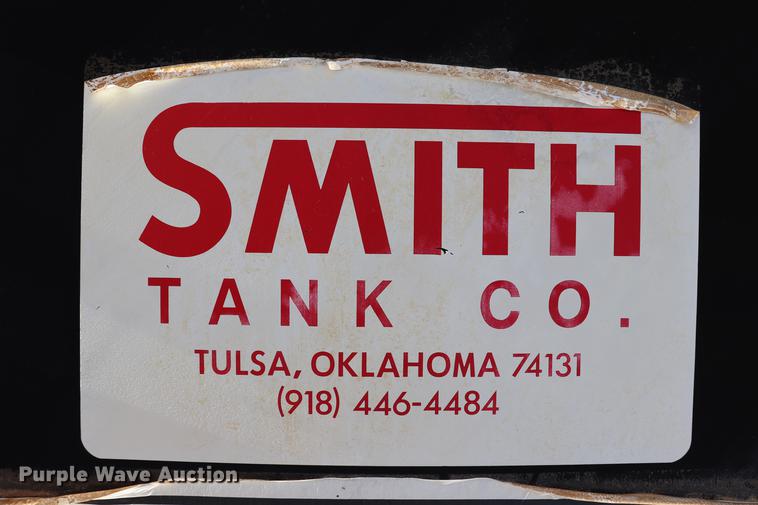 SMITH
TANK CO.
TULSA, OKLAHOMA 74131
(918) 446-4484
Purple Wave Auction